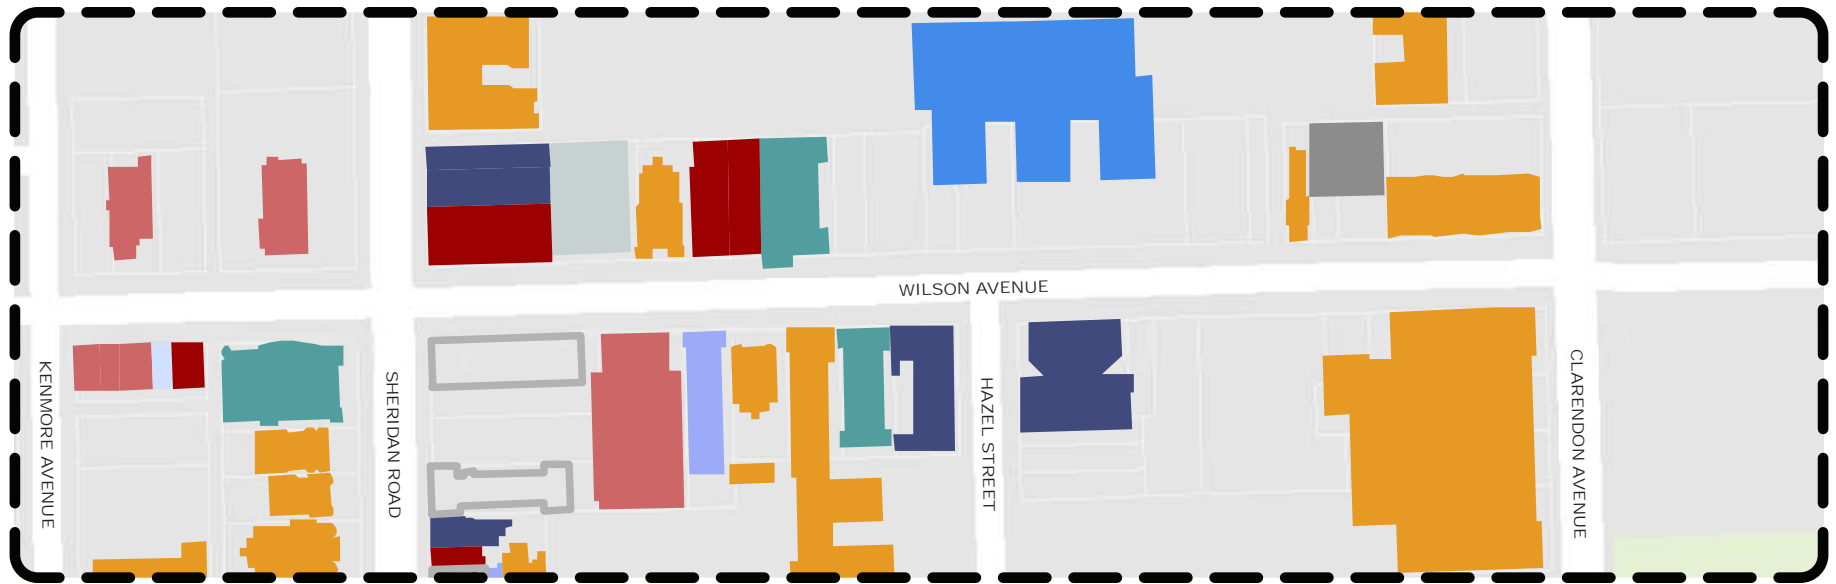 WILSON AVENUE
KENMORE AVENUE
SHERIDAN ROAD
HAZEL STREET
CLARENDON AVENUE